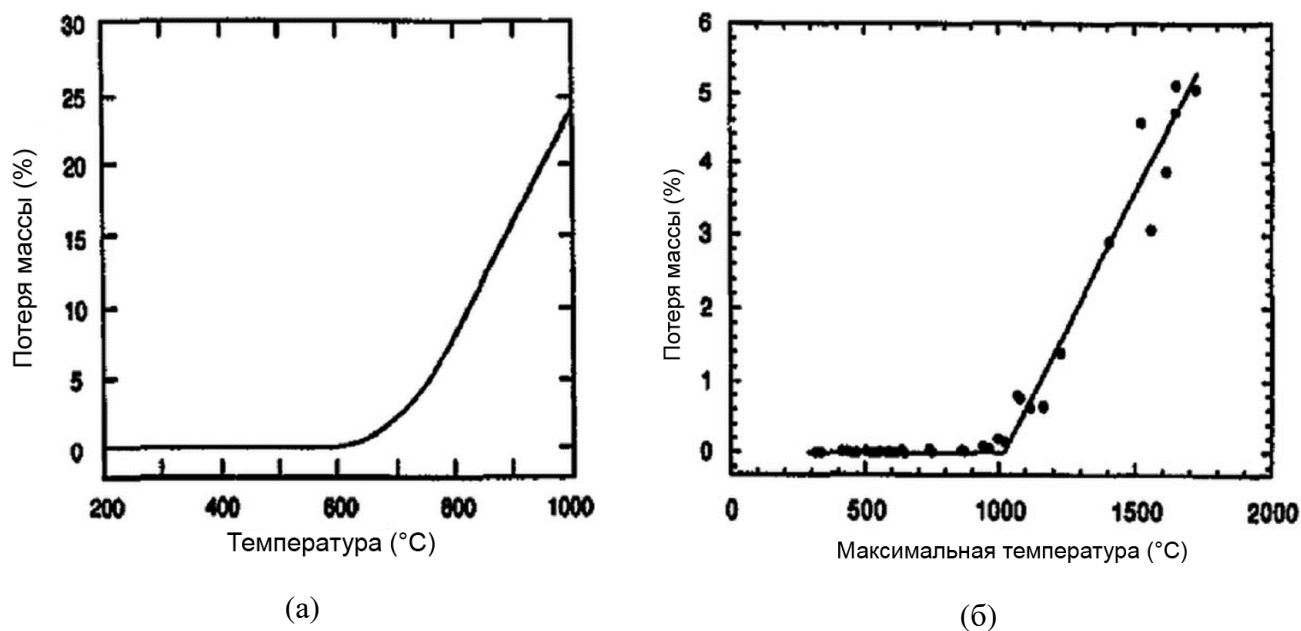 30
25
20
15
10
5
0
Потеря массы (%)
200 400 600 800 1000
Температура (°C)
(а)
6
5
4
3
2
1
0
Потеря массы (%)
0 500 1000 1500 2000
Максимальная температура (°C)
(б)